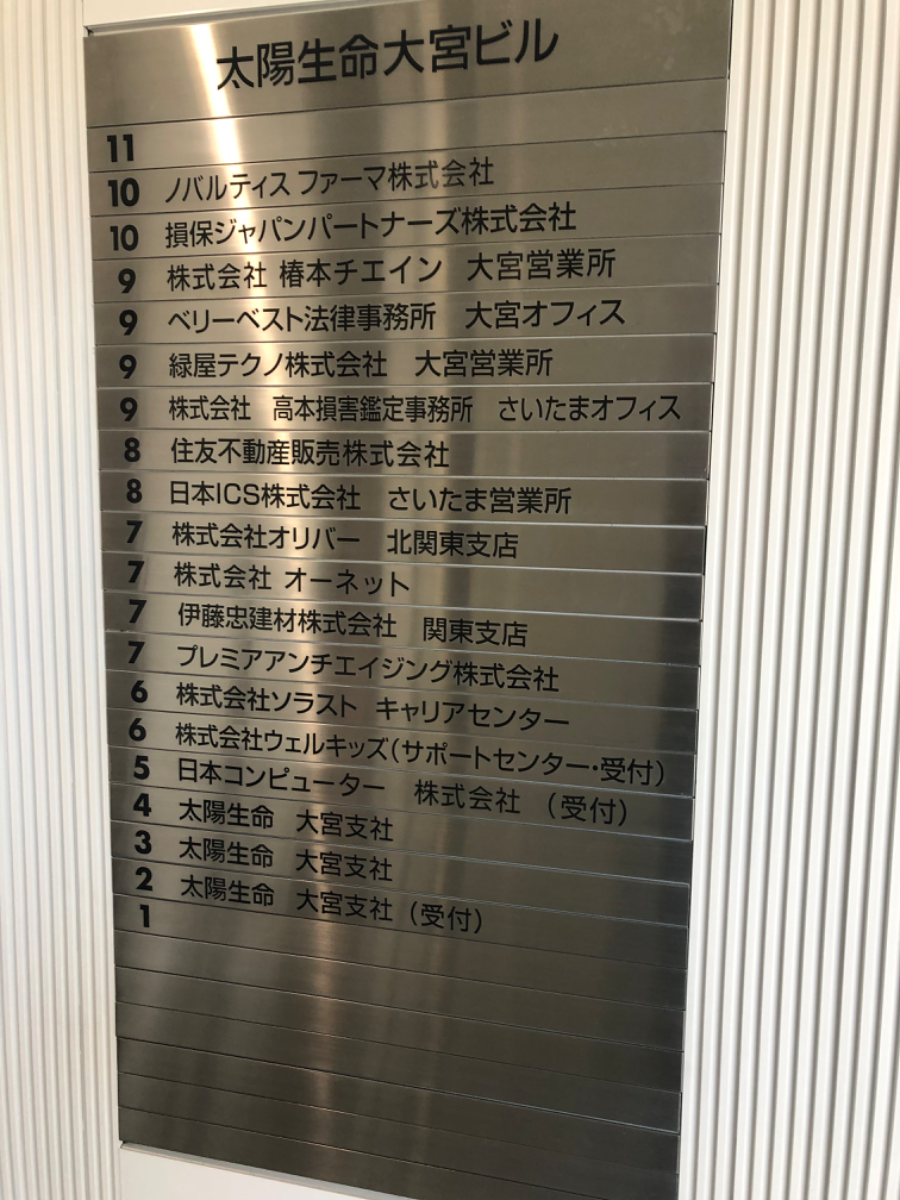 太陽生命大宮ビル
11
10 ノバルティス ファーマ株式会社
10 損保ジャパンパートナーズ株式会社
9 株式会社 椿本チエイン 大宮営業所
9 ベリーベスト法律事務所 大宮オフィス
9 緑屋テクノ株式会社 大宮営業所
9 株式会社 高本損害鑑定事務所 さいたまオフィス
8 住友不動産販売株式会社
8 日本ICS株式会社 さいたま営業所
7 株式会社オリバー 北関東支店
7 株式会社 オーネット
7 伊藤忠建材株式会社 関東支店
7 プレミアアンチエイジング株式会社
6 株式会社ソラスト キャリアセンター
6 株式会社ウェルキッズ(サポートセンター・受付)
5 日本コンピューター 株式会社 (受付)
4 太陽生命 大宮支社
3 太陽生命 大宮支社
2 太陽生命 大宮支社(受付)
1